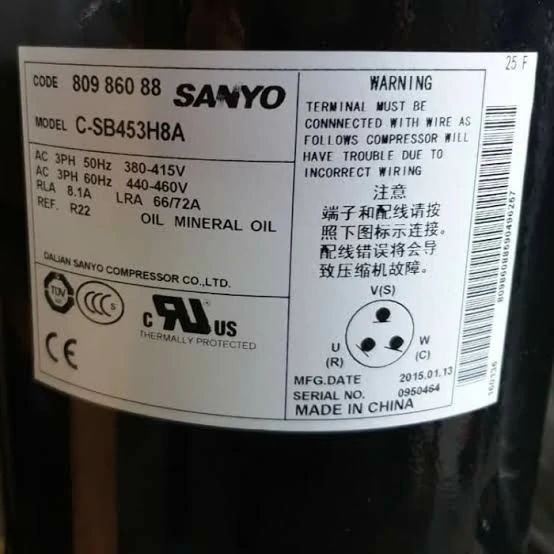 25 F
CODE 809 860 88 SANYO
MODEL C-SB453H8A
AC 3PH 50Hz 380-415V
AC 3PH 60Hz 440-460V
RLA 8.1A LRA 66/72A
REF. R22
OIL MINERAL OIL
DALIAN SANYO COMPRESSOR CO.,LTD.
TÜV
CCC S
c RU US
THERMALLY PROTECTED
CE
WARNING
TERMINAL MUST BE
CONNNECTED WITH WIRE AS
FOLLOWS COMPRESSOR WILL
HAVE TROUBLE DUE TO
INCORRECT WIRING
注意
端子和配线请按
照下图标示连接。
配线错误将会导
致压缩机故障。
V(S)
U
(R)
W
(C)
MFG.DATE 2015.01.13
SERIAL NO. 0950464
MADE IN CHINA